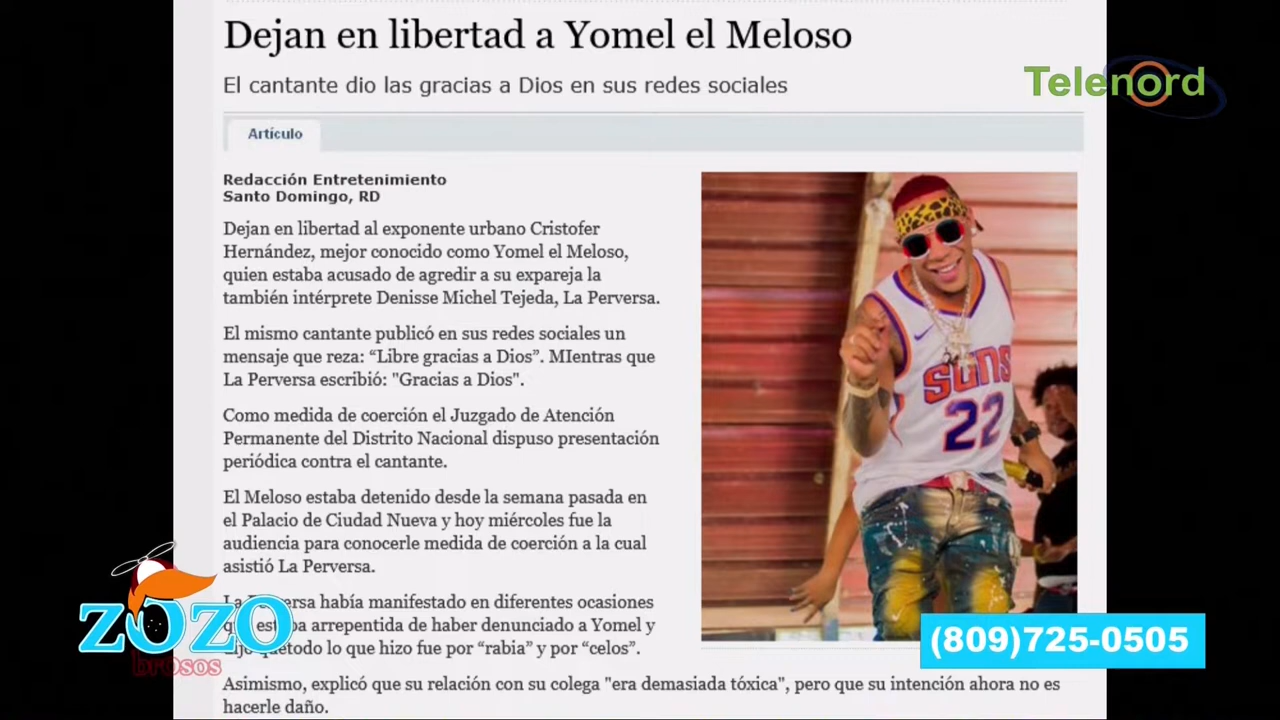 Dejan en libertad a Yomel el Meloso
El cantante dio las gracias a Dios en sus redes sociales
Telenord
Artículo
Redacción Entretenimiento
Santo Domingo, RD
Dejan en libertad al exponente urbano Cristofer
Hernández, mejor conocido como Yomel el Meloso,
quien estaba acusado de agredir a su expareja la
también intérprete Denisse Michel Tejeda, La Perversa.
El mismo cantante publicó en sus redes sociales un
mensaje que reza: “Libre gracias a Dios”. MIentras que
La Perversa escribió: "Gracias a Dios".
Como medida de coerción el Juzgado de Atención
Permanente del Distrito Nacional dispuso presentación
periódica contra el cantante.
El Meloso estaba detenido desde la semana pasada en
el Palacio de Ciudad Nueva y hoy miércoles fue la
audiencia para conocerle medida de coerción a la cual
asistió La Perversa.
La había manifestado en diferentes ocasiones
arrepentida de haber denunciado a Yomel y
todo lo que hizo fue por “rabia” y por “celos”.
Asimismo, explicó que su relación con su colega "era demasiada tóxica", pero que su intención ahora no es
hacerle daño.
SUNS
22
ZOZO
brosos
(809)725-0505